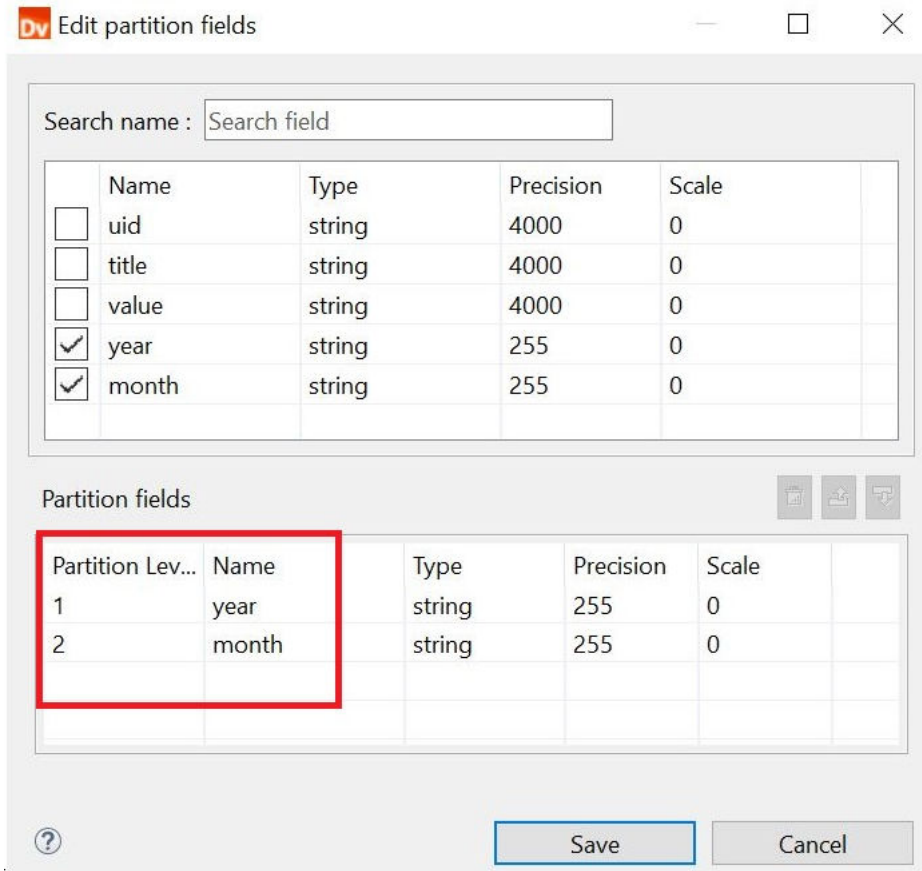 Dv Edit partition fields
Search name : Search field
Name Type Precision Scale
uid string 4000 0
title string 4000 0
value string 4000 0
year string 255 0
month string 255 0
Partition fields
Partition Lev... Name Type Precision Scale
1 year string 255 0
2 month string 255 0
? Save Cancel